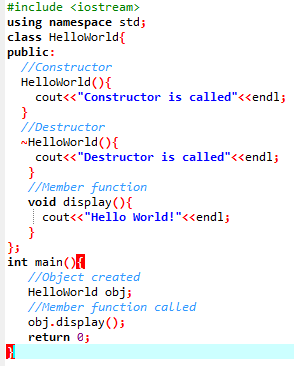 #include <iostream>
using namespace std;
class HelloWorld{
public:
  //Constructor
  HelloWorld(){
    cout<<"Constructor is called"<<endl;
  }
  //Destructor
  ~HelloWorld(){
    cout<<"Destructor is called"<<endl;
   }
   //Member function
   void display(){
     cout<<"Hello World!"<<endl;
   }
};
int main(){
   //Object created
   HelloWorld obj;
   //Member function called
   obj.display();
   return 0;
}